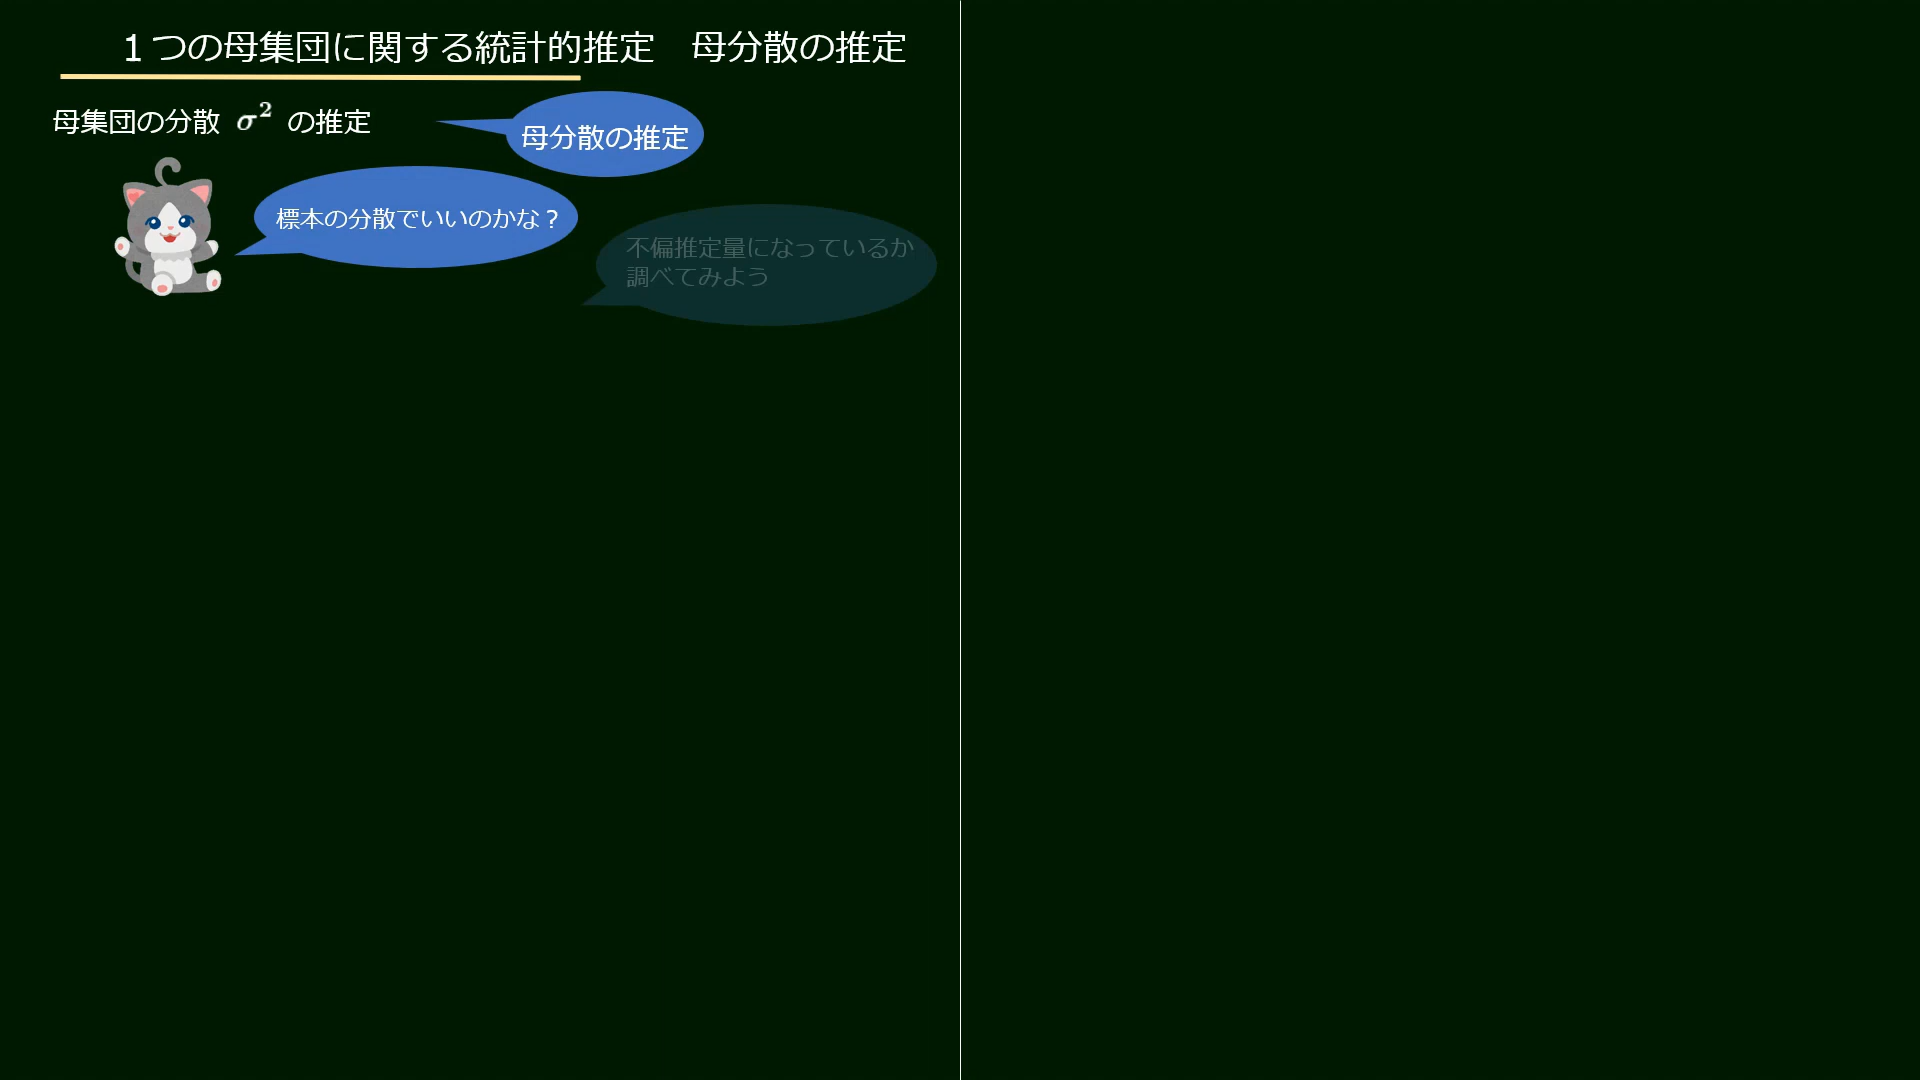 １つの母集団に関する統計的推定　母分散の推定
母集団の分散 σ² の推定
母分散の推定
標本の分散でいいのかな？
不偏推定量になっているか
調べてみよう